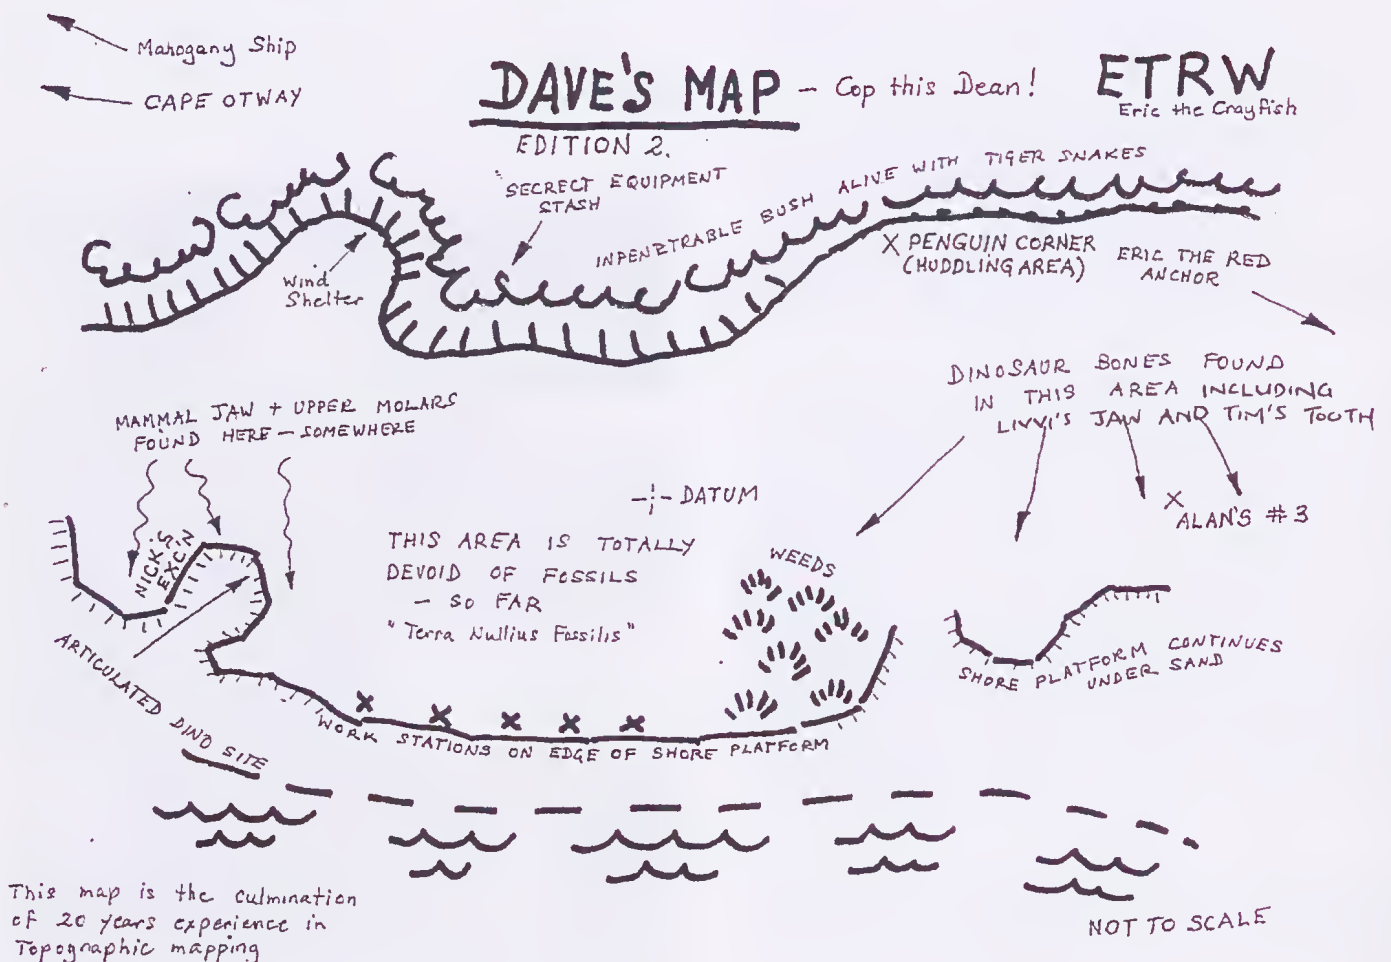 Mahogany Ship
CAPE OTWAY
DAVE'S MAP – Cop this Dean!
EDITION 2.
ETRW
Eric the Crayfish
SECRECT EQUIPMENT
STASH
INPENETRABLE BUSH ALIVE WITH TIGER SNAKES
Wind
Shelter
X PENGUIN CORNER
(HUDDLING AREA)
ERIC THE RED
ANCHOR
DINOSAUR BONES FOUND
IN THIS AREA INCLUDING
LIVVI'S JAW AND TIM'S TOOTH
MAMMAL JAW + UPPER MOLARS
FOUND HERE – SOMEWHERE
DATUM
X
ALAN'S #3
NICK'S
EXC'N
THIS AREA IS TOTALLY
DEVOID OF FOSSILS
– SO FAR
"Terra Nullius Fossilis"
WEEDS
ARTICULATED DINO SITE
SHORE PLATFORM CONTINUES
UNDER SAND
X X X X X
WORK STATIONS ON EDGE OF SHORE PLATFORM
This map is the culmination
of 20 years experience in
Topographic mapping
NOT TO SCALE